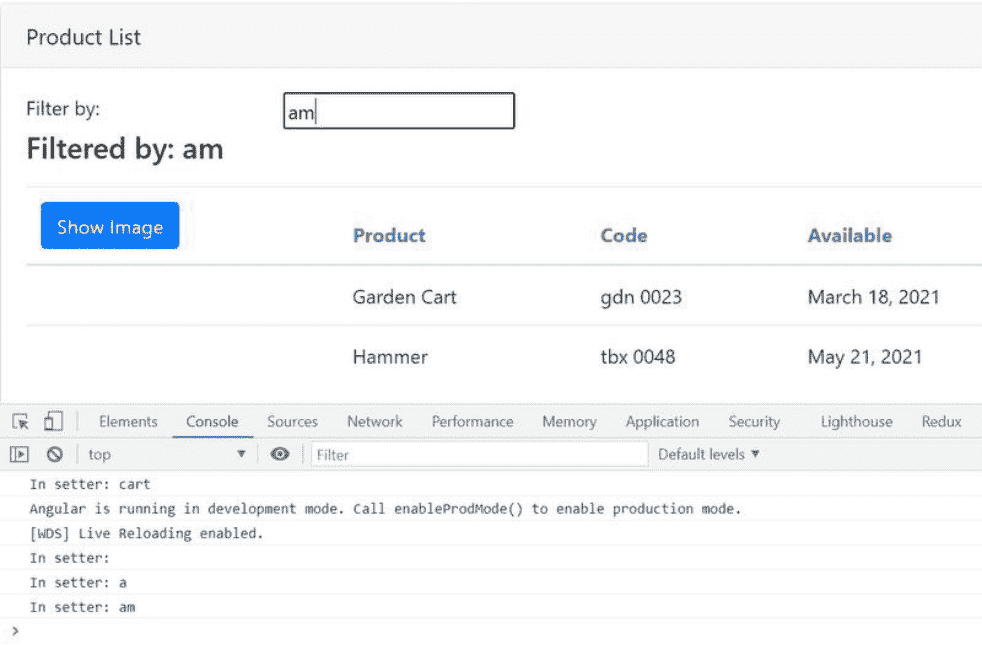 Product List
Filter by: am
Filtered by: am
Show Image Product Code Available
Garden Cart gdn 0023 March 18, 2021
Hammer tbx 0048 May 21, 2021
Elements Console Sources Network Performance Memory Application Security Lighthouse Redux
top ▼ Filter Default levels ▼
In setter: cart
Angular is running in development mode. Call enableProdMode() to enable production mode.
[WDS] Live Reloading enabled.
In setter:
In setter: a
In setter: am
>